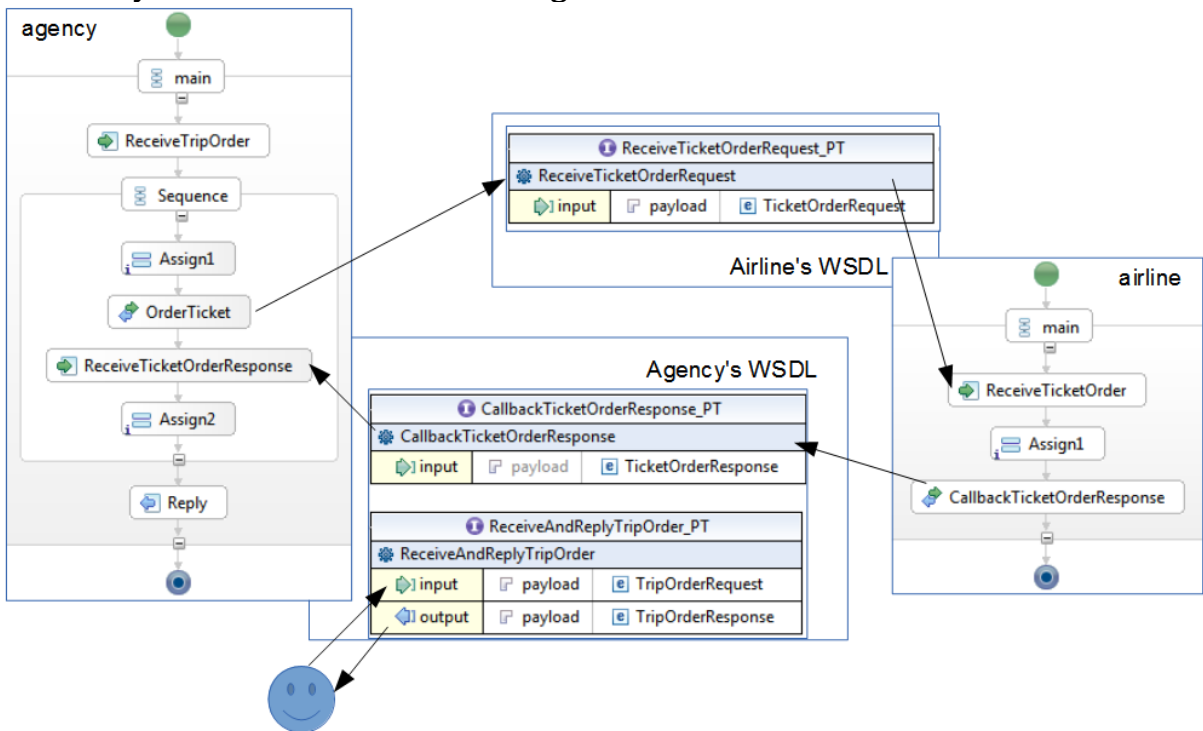 agency
main
ReceiveTripOrder
Sequence
Assign1
OrderTicket
ReceiveTicketOrderResponse
Assign2
Reply
ReceiveTicketOrderRequest_PT
ReceiveTicketOrderRequest
input payload TicketOrderRequest
Airline's WSDL
Agency's WSDL
CallbackTicketOrderResponse_PT
CallbackTicketOrderResponse
input payload TicketOrderResponse
ReceiveAndReplyTripOrder_PT
ReceiveAndReplyTripOrder
input payload TripOrderRequest
output payload TripOrderResponse
airline
main
ReceiveTicketOrder
Assign1
CallbackTicketOrderResponse